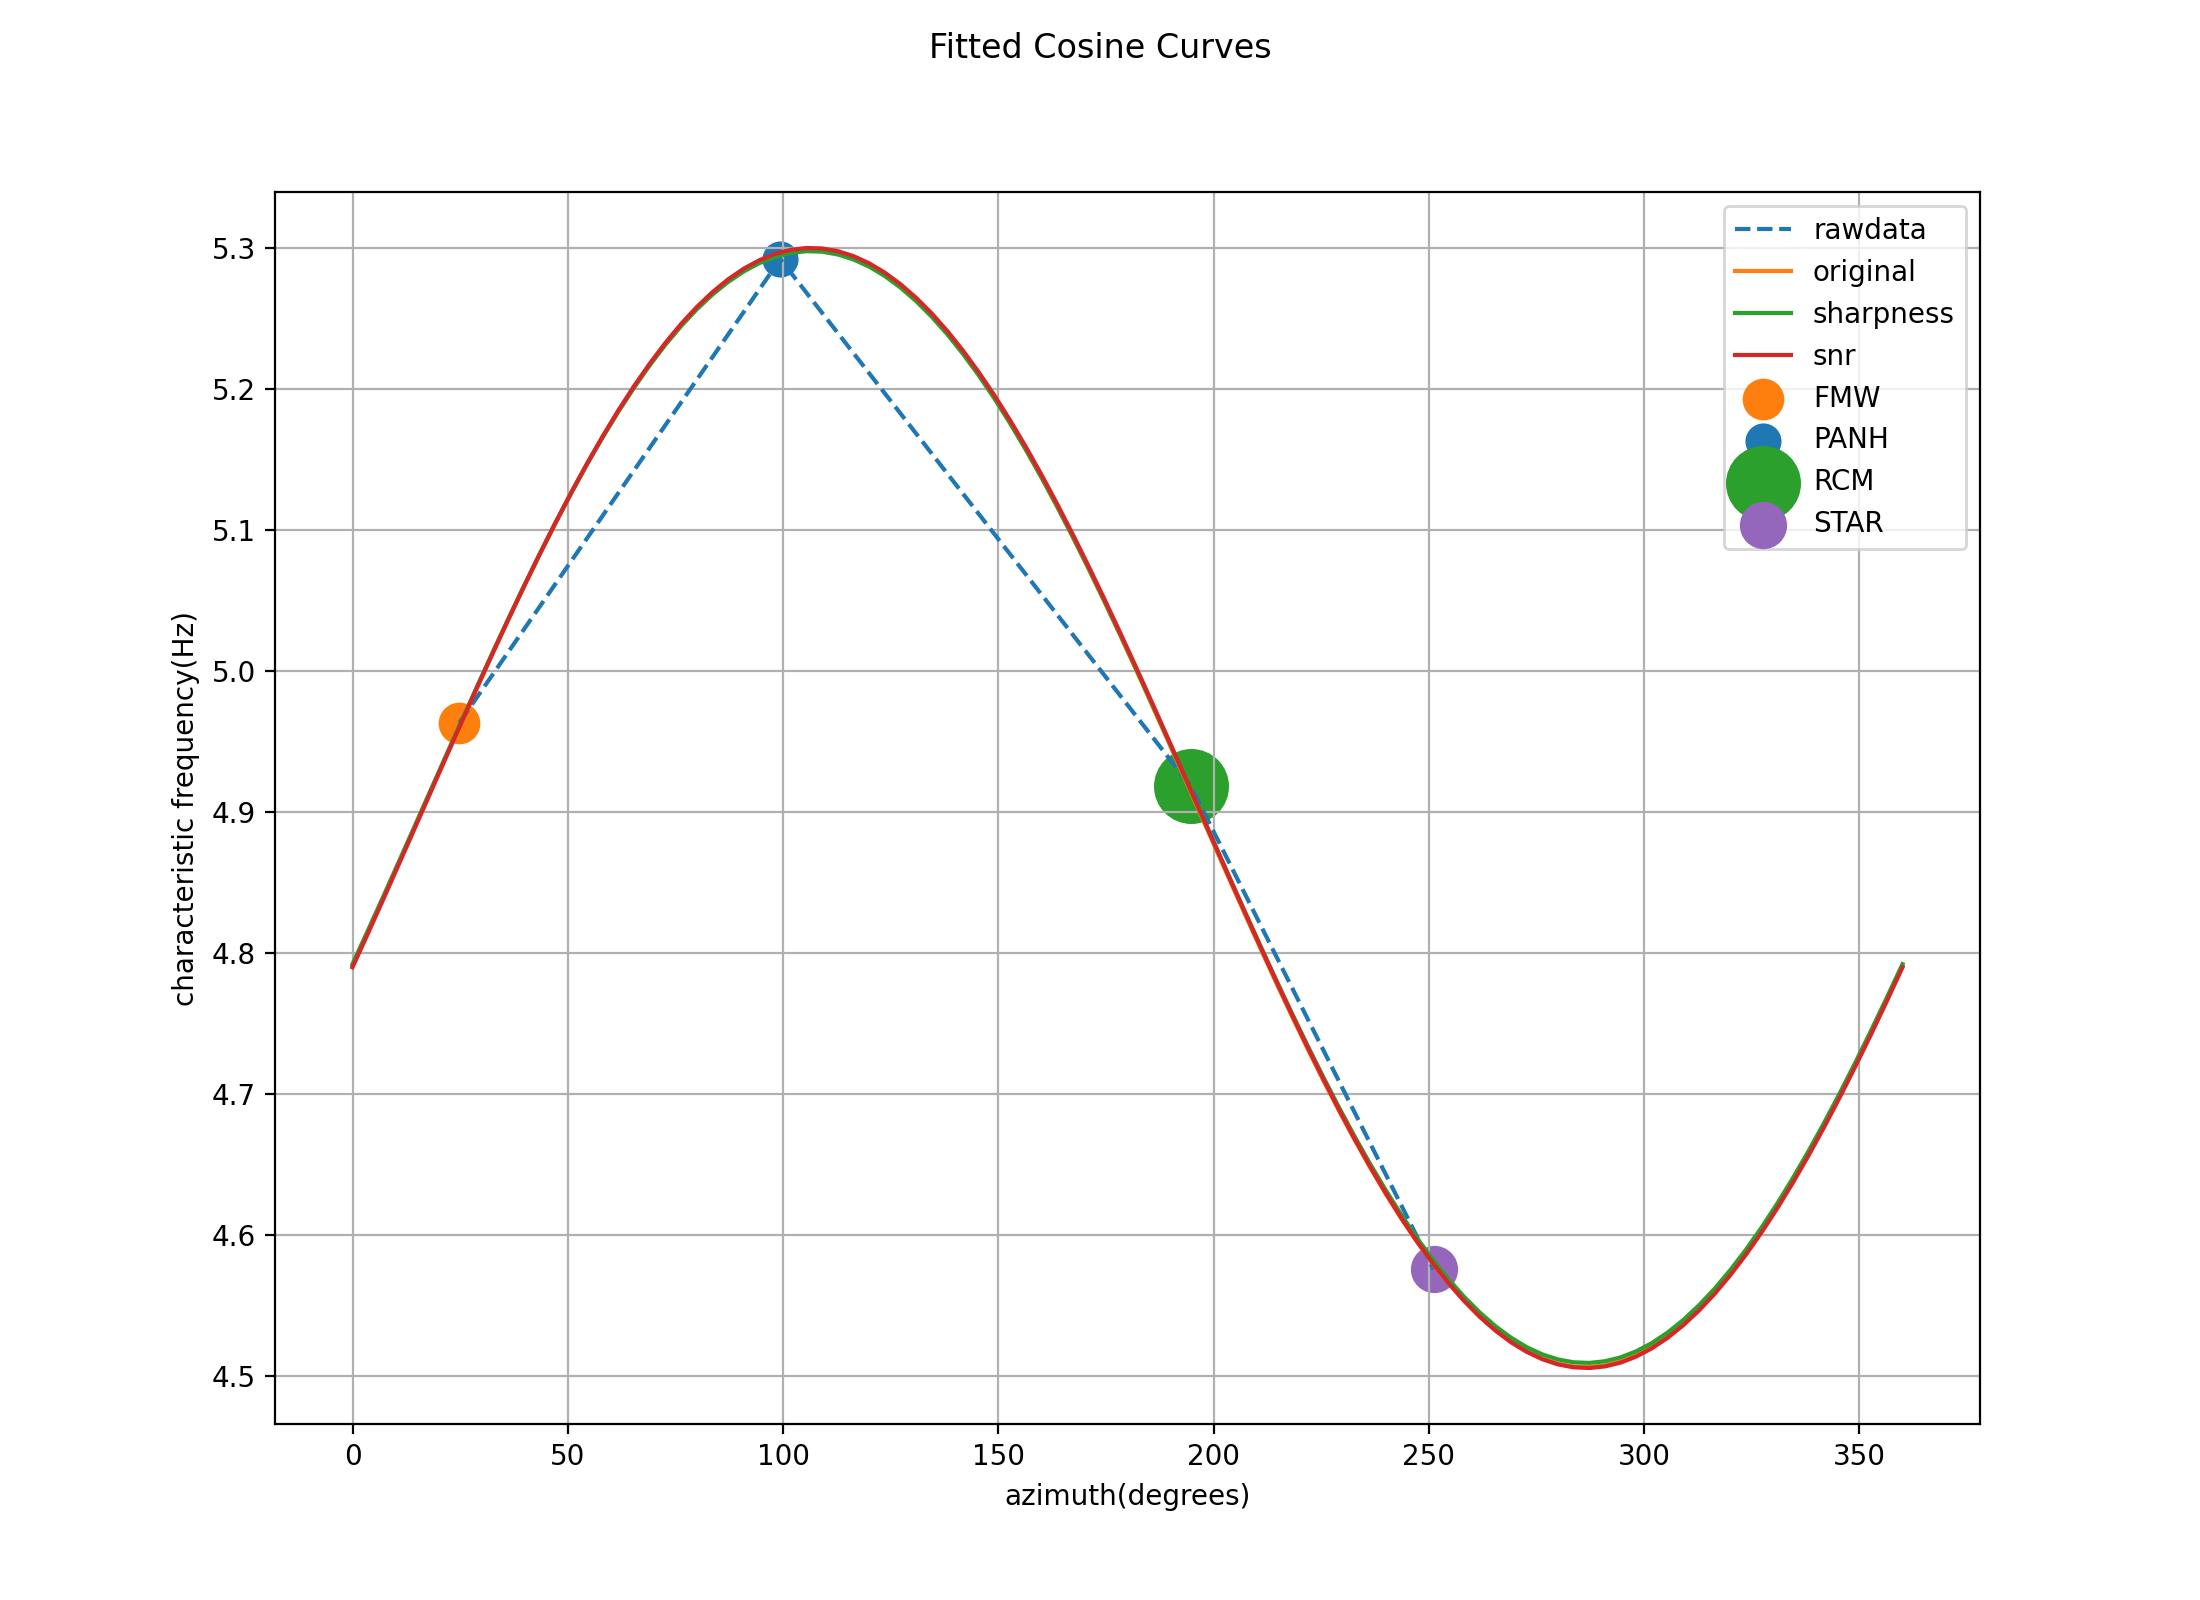 Fitted Cosine Curves
characteristic frequency(Hz)
5.3
5.2
5.1
5.0
4.9
4.8
4.7
4.6
4.5
0 50 100 150 200 250 300 350
azimuth(degrees)
rawdata
original
sharpness
snr
FMW
PANH
RCM
STAR